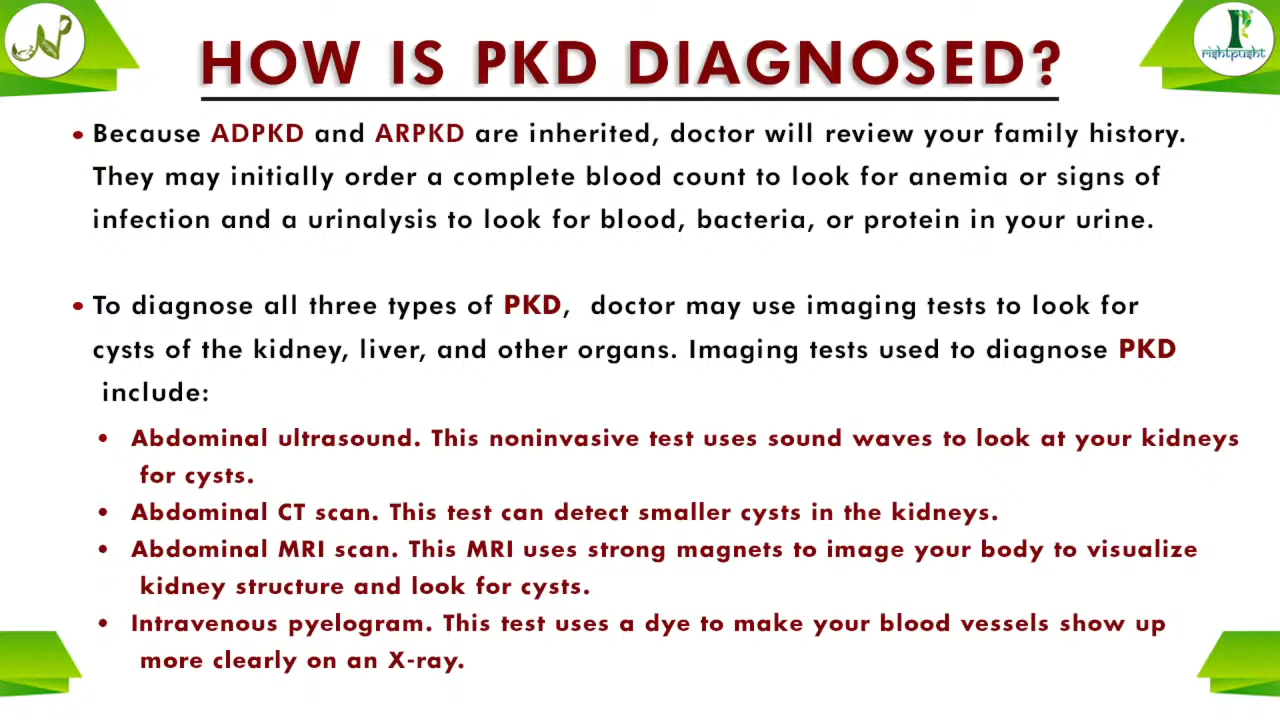 HOW IS PKD DIAGNOSED?
rishtpusht
• Because ADPKD and ARPKD are inherited, doctor will review your family history.
They may initially order a complete blood count to look for anemia or signs of
infection and a urinalysis to look for blood, bacteria, or protein in your urine.
• To diagnose all three types of PKD, doctor may use imaging tests to look for
cysts of the kidney, liver, and other organs. Imaging tests used to diagnose PKD
include:
• Abdominal ultrasound. This noninvasive test uses sound waves to look at your kidneys
for cysts.
• Abdominal CT scan. This test can detect smaller cysts in the kidneys.
• Abdominal MRI scan. This MRI uses strong magnets to image your body to visualize
kidney structure and look for cysts.
• Intravenous pyelogram. This test uses a dye to make your blood vessels show up
more clearly on an X-ray.